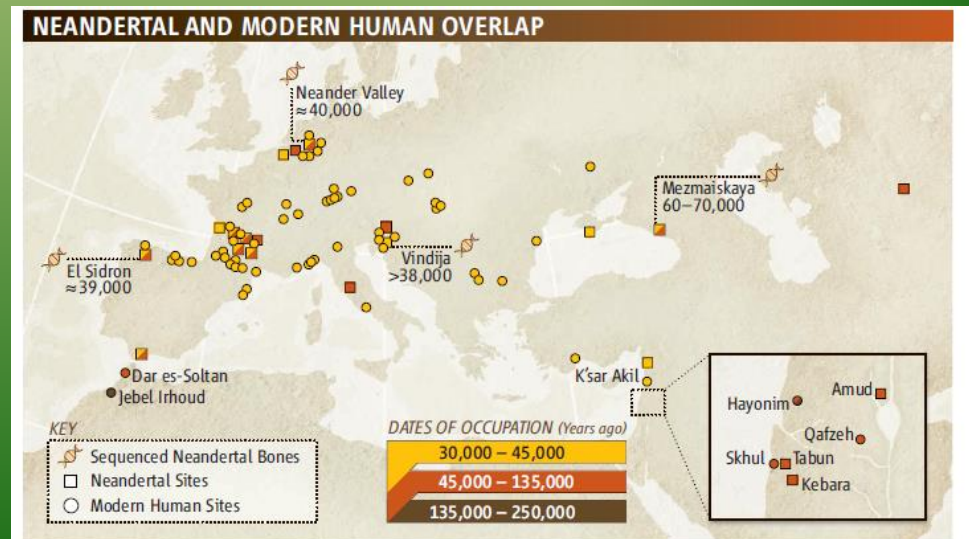 NEANDERTAL AND MODERN HUMAN OVERLAP
Neander Valley
≈40,000
Mezmaiskaya
60–70,000
El Sidron
≈39,000
Vindija
>38,000
Dar es-Soltan
Jebel Irhoud
K'sar Akil
Hayonim
Amud
Qafzeh
Skhul
Tabun
Kebara
KEY
Sequenced Neandertal Bones
Neandertal Sites
Modern Human Sites
DATES OF OCCUPATION (Years ago)
30,000 – 45,000
45,000 – 135,000
135,000 – 250,000